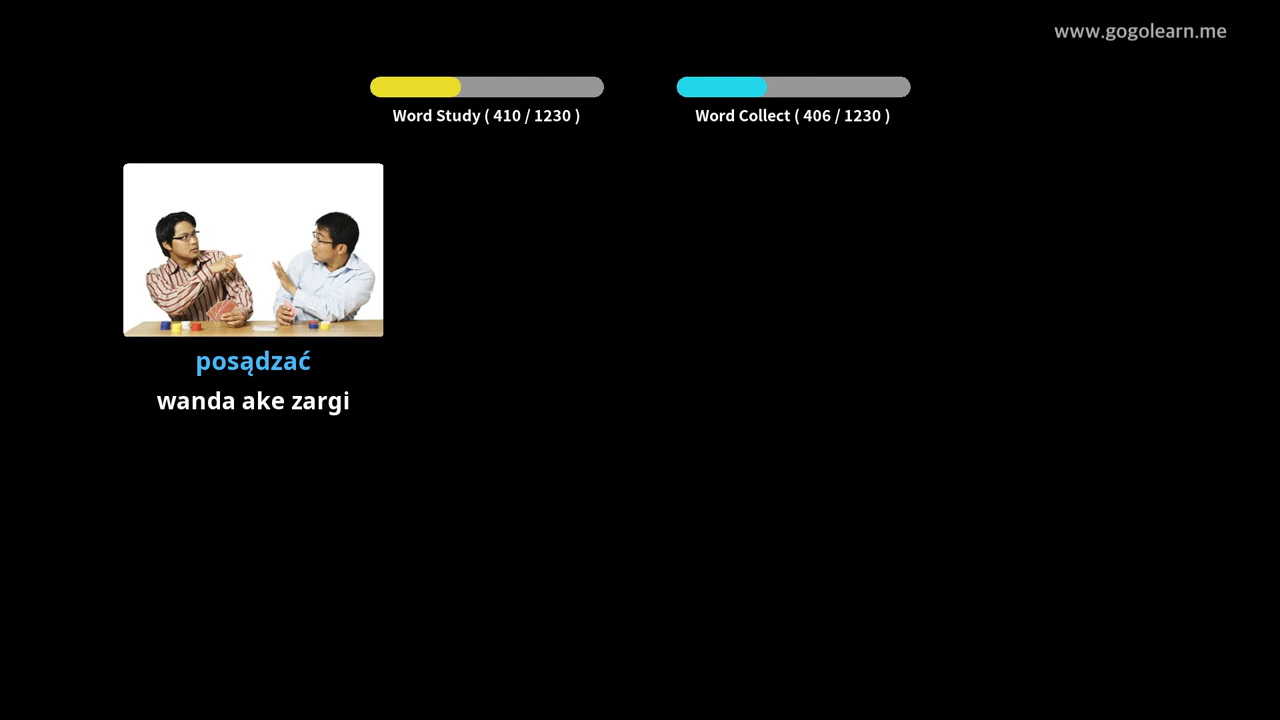 www.gogolearn.me
Word Study ( 410 / 1230 )
Word Collect ( 406 / 1230 )
posądzać
wanda ake zargi